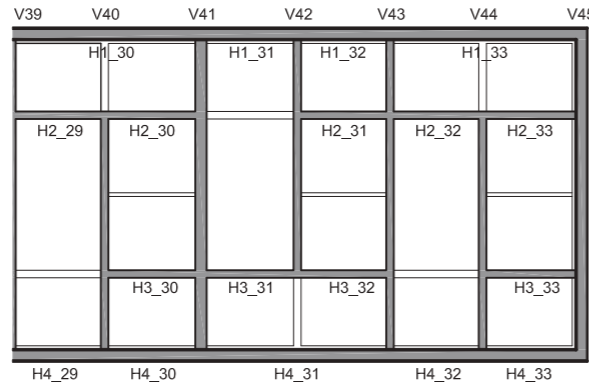 V39 V40 V41 V42 V43 V44 V45
H1_30 H1_31 H1_32 H1_33
H2_29 H2_30 H2_31 H2_32 H2_33
H3_30 H3_31 H3_32 H3_33
H4_29 H4_30 H4_31 H4_32 H4_33